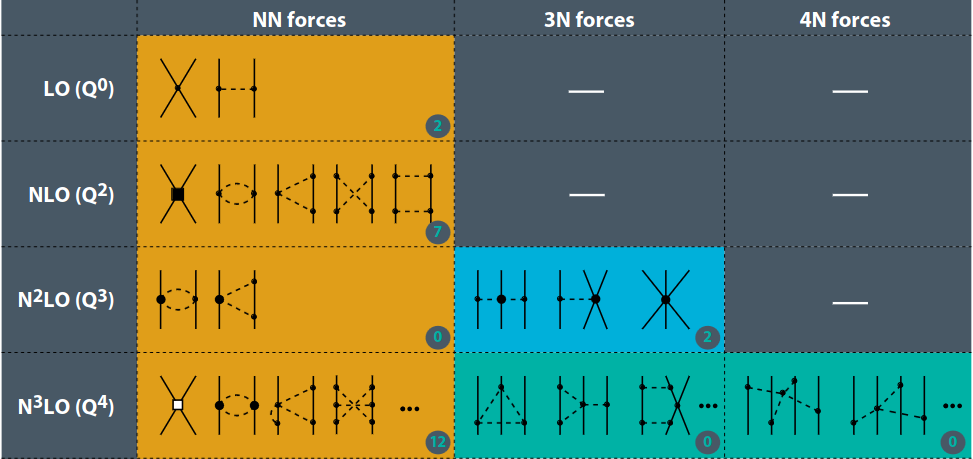 NN forces 3N forces 4N forces
LO (Q⁰) — —
2
NLO (Q²) — —
7
N²LO (Q³) —
0 2
N³LO (Q⁴) ... ... ...
12 0 0